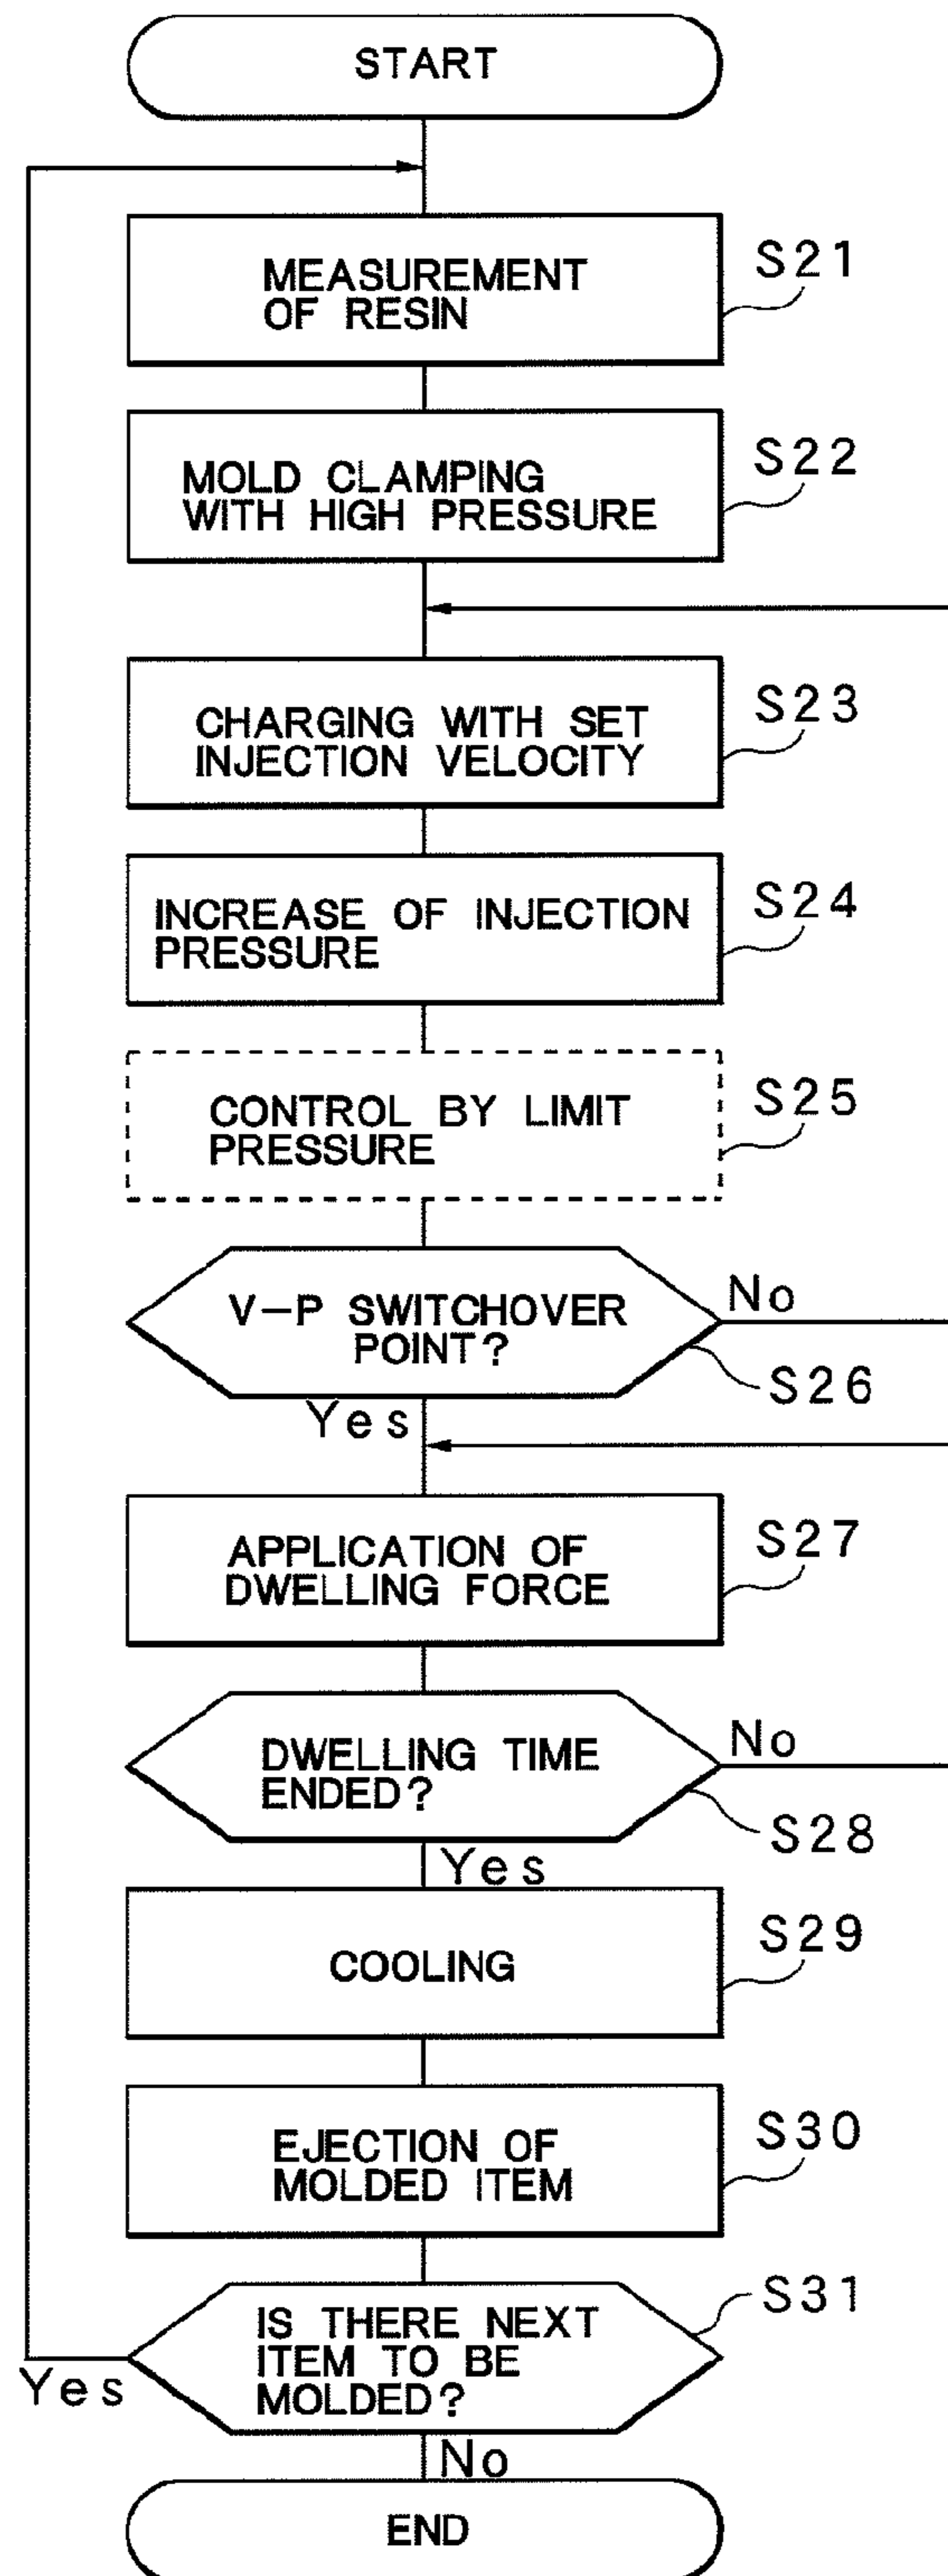 START
MEASUREMENT
OF RESIN
S21
MOLD CLAMPING
WITH HIGH PRESSURE
S22
CHARGING WITH SET
INJECTION VELOCITY
S23
INCREASE OF INJECTION
PRESSURE
S24
CONTROL BY LIMIT
PRESSURE
S25
V-P SWITCHOVER
POINT?
No
S26
Yes
APPLICATION OF
DWELLING FORCE
S27
DWELLING TIME
ENDED?
No
S28
Yes
COOLING
S29
EJECTION OF
MOLDED ITEM
S30
IS THERE NEXT
ITEM TO BE
MOLDED?
S31
Yes
No
END